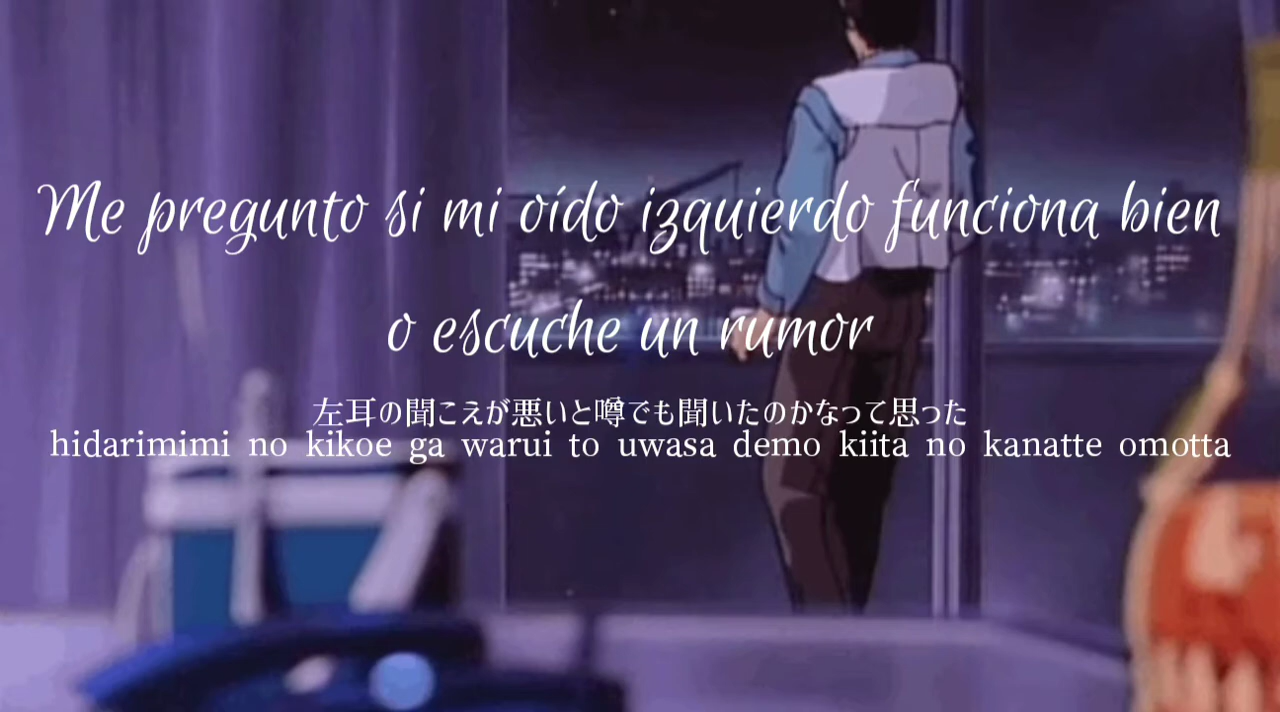 Me pregunto si mi oído izquierdo funciona bien
o escuche un rumor
左耳の聞こえが悪いと噂でも聞いたのかなって思った
hidarimimi no kikoe ga warui to uwasa demo kiita no kanatte omotta